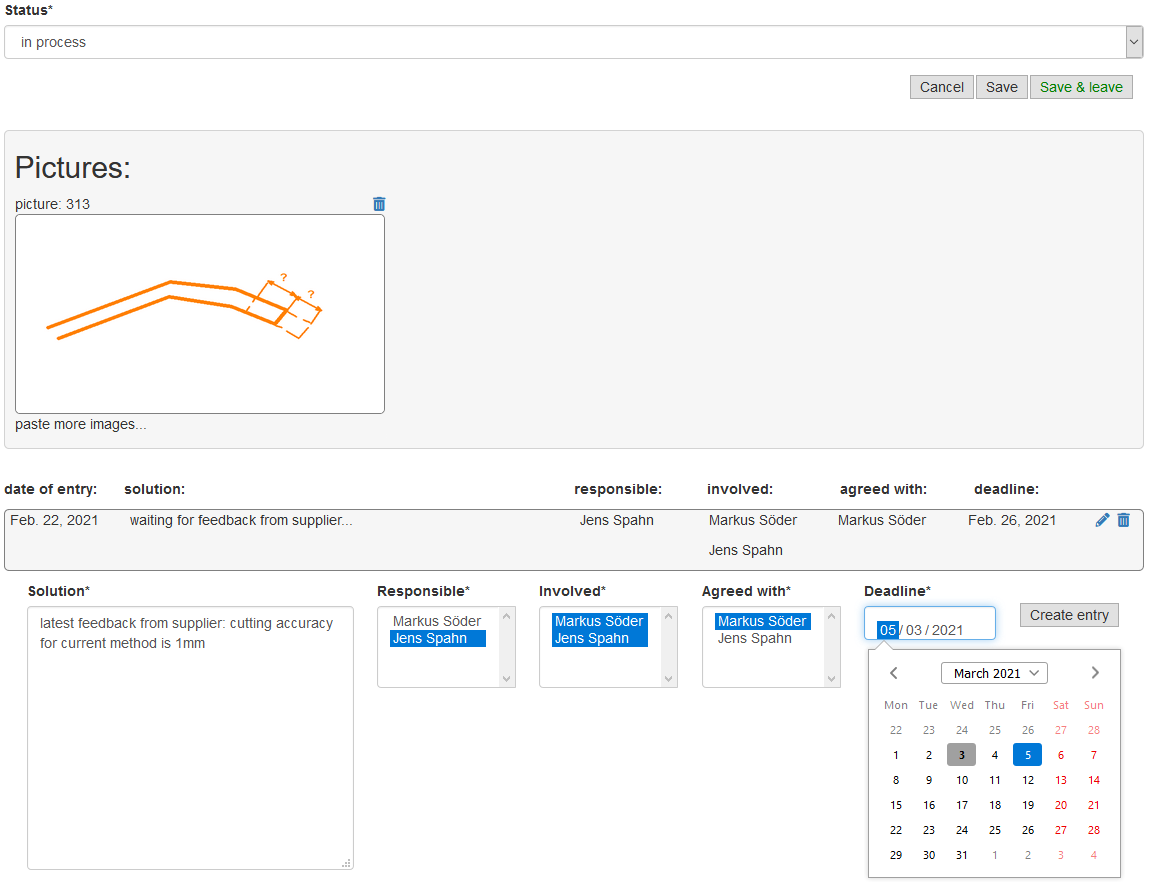 Status*
in process
Cancel Save Save & leave
Pictures:
picture: 313
?
?
paste more images...
date of entry: solution: responsible: involved: agreed with: deadline:
Feb. 22, 2021 waiting for feedback from supplier... Jens Spahn Markus Söder Markus Söder Feb. 26, 2021
Jens Spahn
Solution* Responsible* Involved* Agreed with* Deadline*
latest feedback from supplier: cutting accuracy
for current method is 1mm
Markus Söder
Jens Spahn
Markus Söder
Jens Spahn
Markus Söder
Jens Spahn
05/ 03 / 2021
Create entry
March 2021
Mon Tue Wed Thu Fri Sat Sun
22 23 24 25 26 27 28
1 2 3 4 5 6 7
8 9 10 11 12 13 14
15 16 17 18 19 20 21
22 23 24 25 26 27 28
29 30 31 1 2 3 4